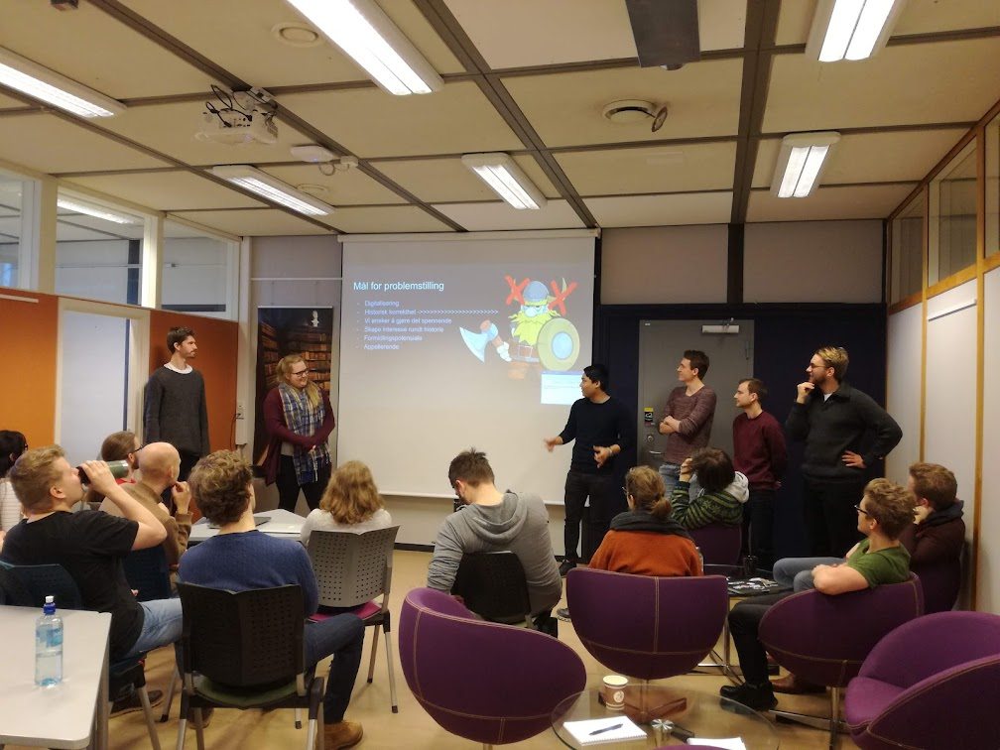 Mål for problemstilling
- Digitalisering
- Historisk korrekthet ->>>>>>>>>>>>>>>>>>>>>>>
- Vi ønsker å gjøre det spennende
- Skape interesse rundt historie
- Formidlingspotensiale
- Appellerende